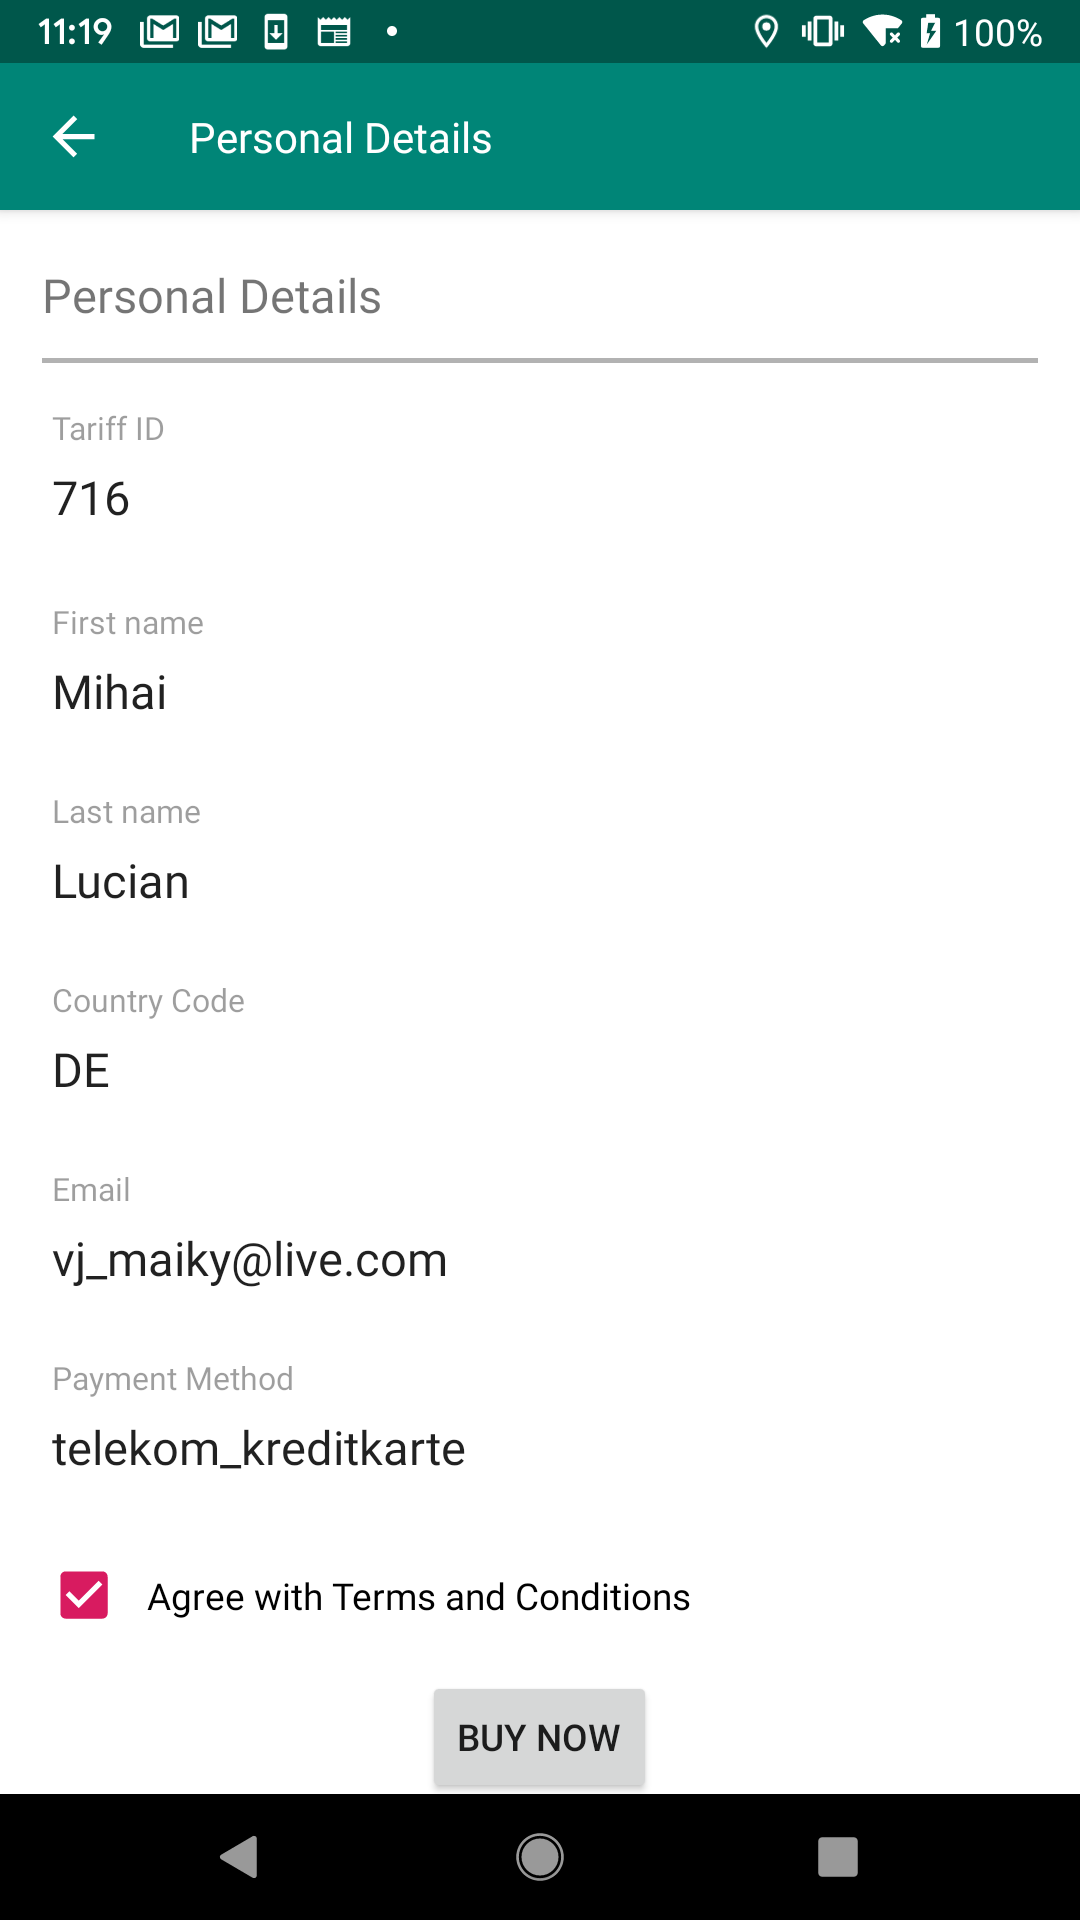 11:19
100%
Personal Details
Personal Details
Tariff ID
716
First name
Mihai
Last name
Lucian
Country Code
DE
Email
vj_maiky@live.com
Payment Method
telekom_kreditkarte
Agree with Terms and Conditions
BUY NOW